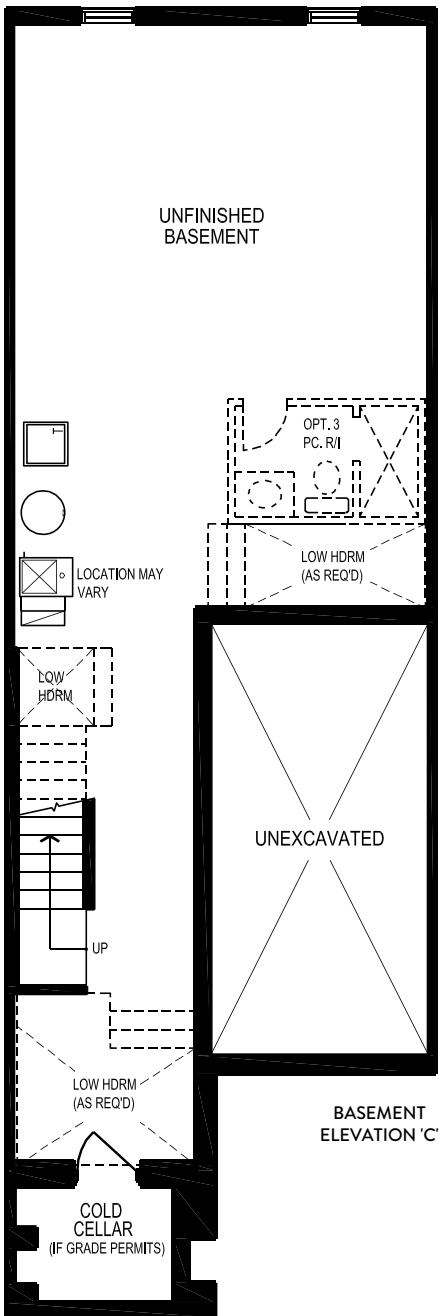 UNFINISHED
BASEMENT
OPT. 3
PC. R/I
LOW HDRM
(AS REQ'D)
LOCATION MAY
VARY
LOW
HDRM
UNEXCAVATED
UP
LOW HDRM
(AS REQ'D)
BASEMENT
ELEVATION 'C'
COLD
CELLAR
(IF GRADE PERMITS)